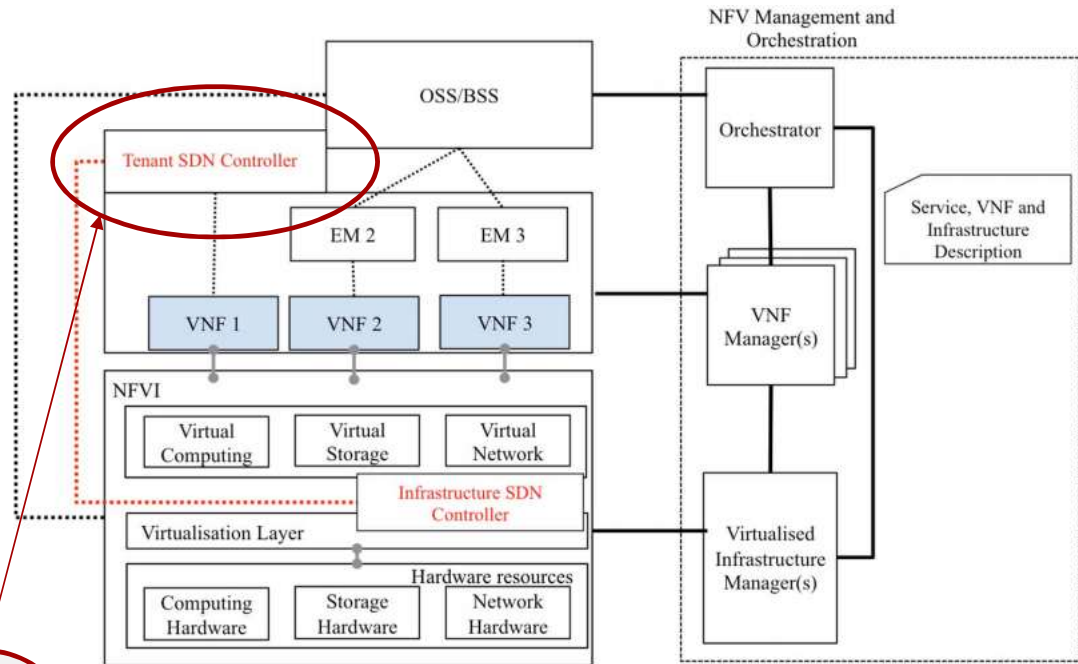 NFV Management and
Orchestration
OSS/BSS
Orchestrator
Tenant SDN Controller
Service, VNF and
Infrastructure
Description
EM 2
EM 3
VNF 1
VNF 2
VNF 3
VNF
Manager(s)
NFVI
Virtual
Computing
Virtual
Storage
Virtual
Network
Infrastructure SDN
Controller
Virtualisation Layer
Virtualised
Infrastructure
Manager(s)
Hardware resources
Computing
Hardware
Storage
Hardware
Network
Hardware